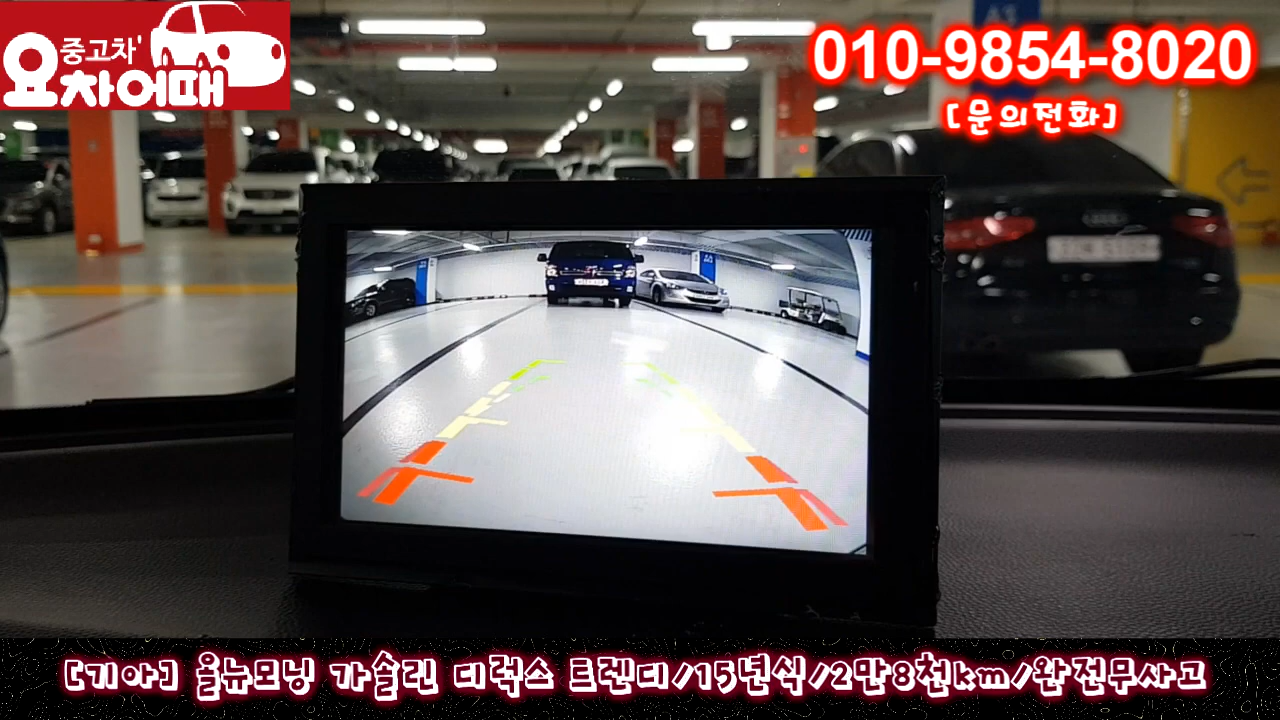 중고차'
요차어때
010-9854-8020
[문의전화]
[기아] 올뉴모닝 가솔린 디럭스 트렌디/15년식/2만8천km/완전무사고